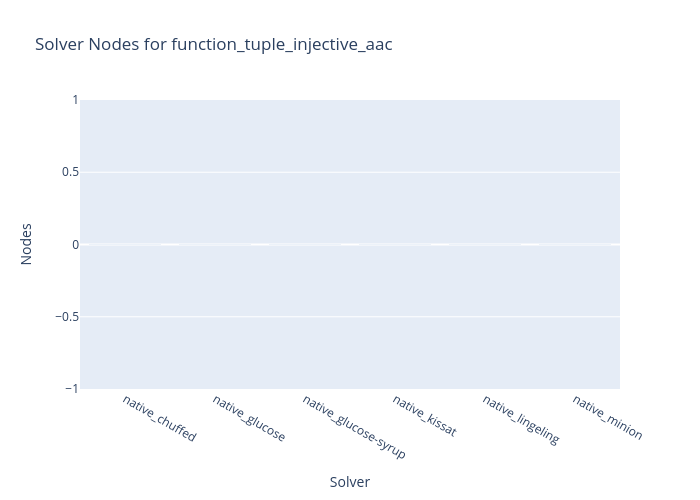 Solver Nodes for function_tuple_injective_aac
1
0.5
0
−0.5
−1
Nodes
native_chuffed
native_glucose
native_glucose-syrup
native_kissat
native_lingeling
native_minion
Solver